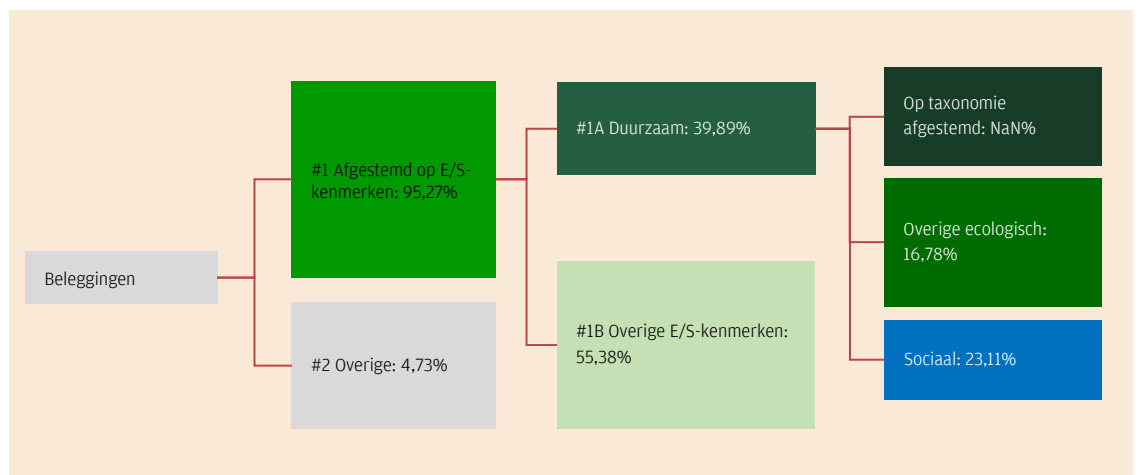 Beleggingen
#1 Afgestemd op E/S-
kenmerken: 95,27%
#2 Overige: 4,73%
#1A Duurzaam: 39,89%
#1B Overige E/S-kenmerken:
55,38%
Op taxonomie
afgestemd: NaN%
Overige ecologisch:
16,78%
Sociaal: 23,11%